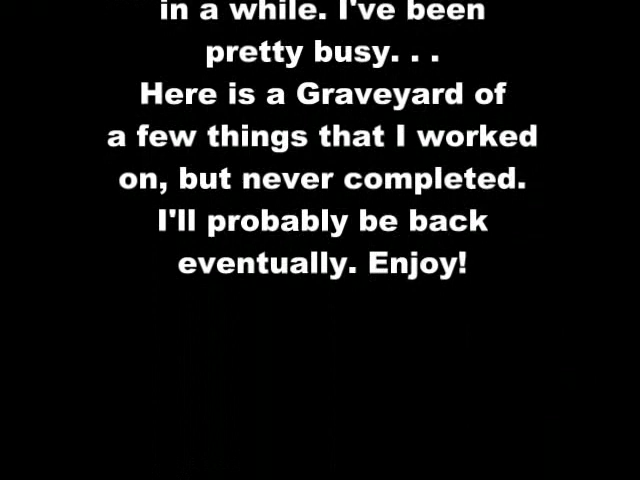 in a while. I've been
pretty busy. . .
Here is a Graveyard of
a few things that I worked
on, but never completed.
I'll probably be back
eventually. Enjoy!